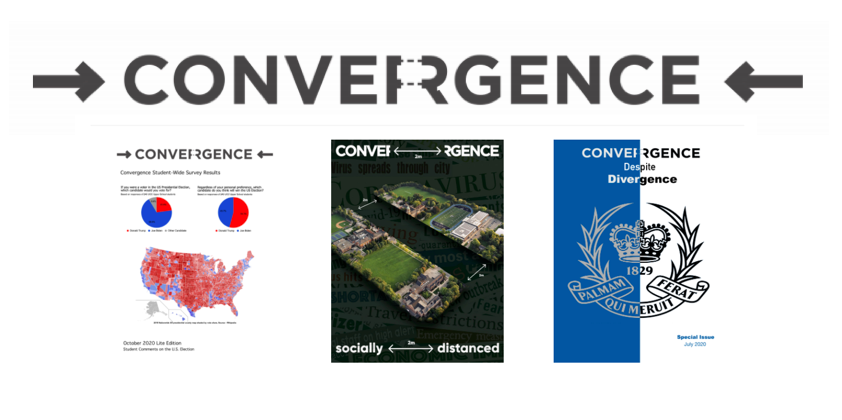 CONVERGENCE
CONVERGENCE
Convergence Student-Wide Survey Results
If you were a voter in the US Presidential Election, which candidate would you vote for?
Regardless of your personal preference, which candidate do you think will win the US Election?
Donald Trump Joe Biden Other Candidate
Donald Trump Joe Biden
October 2020 Lite Edition
Student Comments on the U.S. Election
CONVERGENCE
2m
Virus spreads through city
VIRUS
Travel restrictions
socially 2m distanced
CONVERGENCE
Despite
Divergence
1829
PALMAM FERAT
QUI MERUIT
Special Issue
July 2020